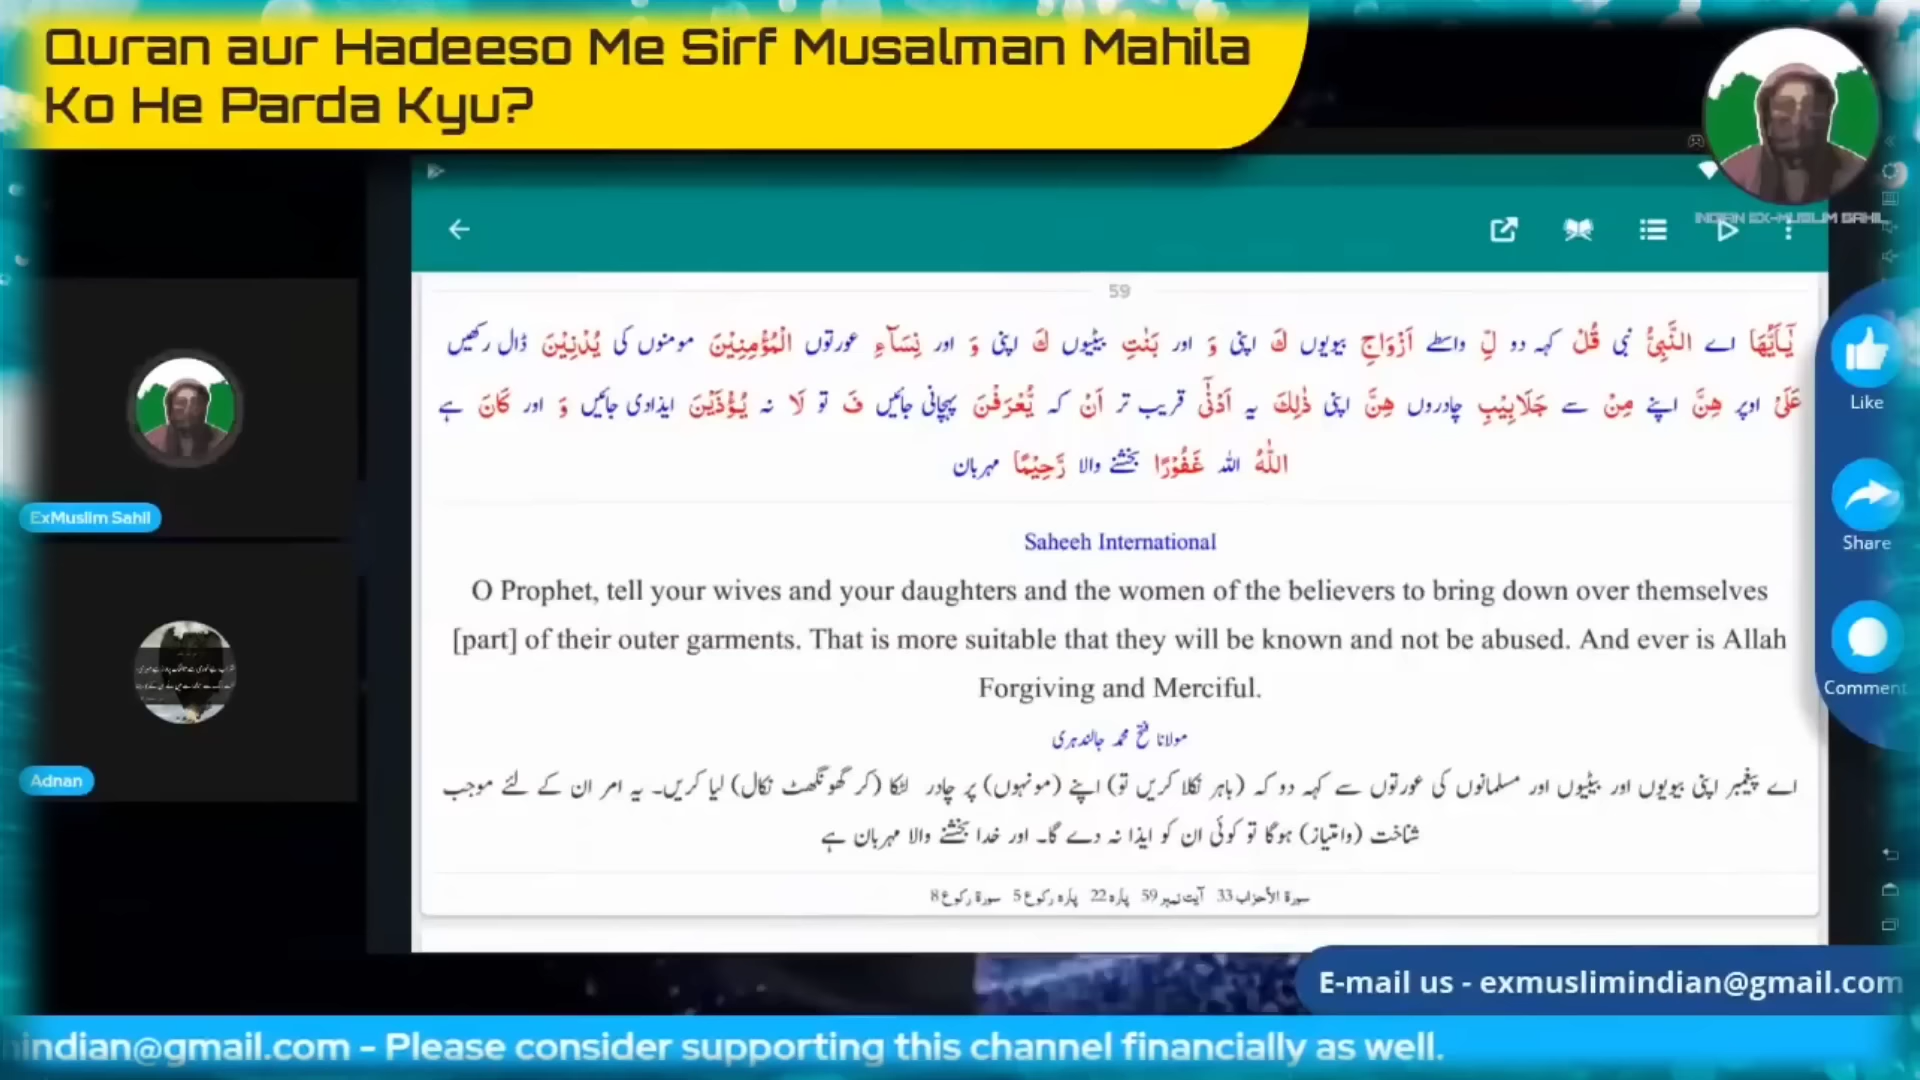 Quran aur Hadeeso Me Sirf Musalman Mahila
Ko He Parda Kyu?
INDIAN EX-MUSLIM SAHIL
59
يٰٓاَيُّهَا اے النَّبِىُّ نبی قُلْ کہہ دو لِّ واسطے اَزْوَاجِ بیویوں كَ اپنی وَ اور بَنٰتِ بیٹیوں كَ اپنی وَ اور نِسَآءِ عورتوں الْمُؤْمِنِيْنَ مومنوں کی يُدْنِيْنَ ڈال رکھیں
عَلَىْ اوپر هِنَّ اپنے مِنْ سے جَلَابِيْبِ چادروں هِنَّ اپنی ذٰلِكَ یہ اَدْنٰٓى قریب تر اَنْ کہ يُّعْرَفْنَ پہچانی جائیں فَ تو لَا نہ يُؤْذَيْنَ ایذادی جائیں وَ اور كَانَ ہے
اللّٰهُ اللہ غَفُوْرًا بخشنے والا رَّحِيْمًا مہربان
Saheeh International
O Prophet, tell your wives and your daughters and the women of the believers to bring down over themselves
[part] of their outer garments. That is more suitable that they will be known and not be abused. And ever is Allah
Forgiving and Merciful.
مولانا فتح محمد جالندہری
اے پیغمبر اپنی بیویوں اور بیٹیوں اور مسلمانوں کی عورتوں سے کہہ دو کہ (باہر نکلا کریں تو) اپنے (مونہوں) پر چادر لٹکا (کر گھونگھٹ نکال) لیا کریں۔ یہ امر ان کے لئے موجب
شناخت (وامتیاز) ہوگا تو کوئی ان کو ایذا نہ دے گا۔ اور خدا بخشنے والا مہربان ہے
سورة الأحزاب 33 آیت نمبر 59 پارہ 22 پارہ رکوع 5 سورة رکوع 8
ExMuslim Sahil
Adnan
Like
Share
Comment
E-mail us - exmuslimindian@gmail.com
indian@gmail.com - Please consider supporting this channel financially as well.